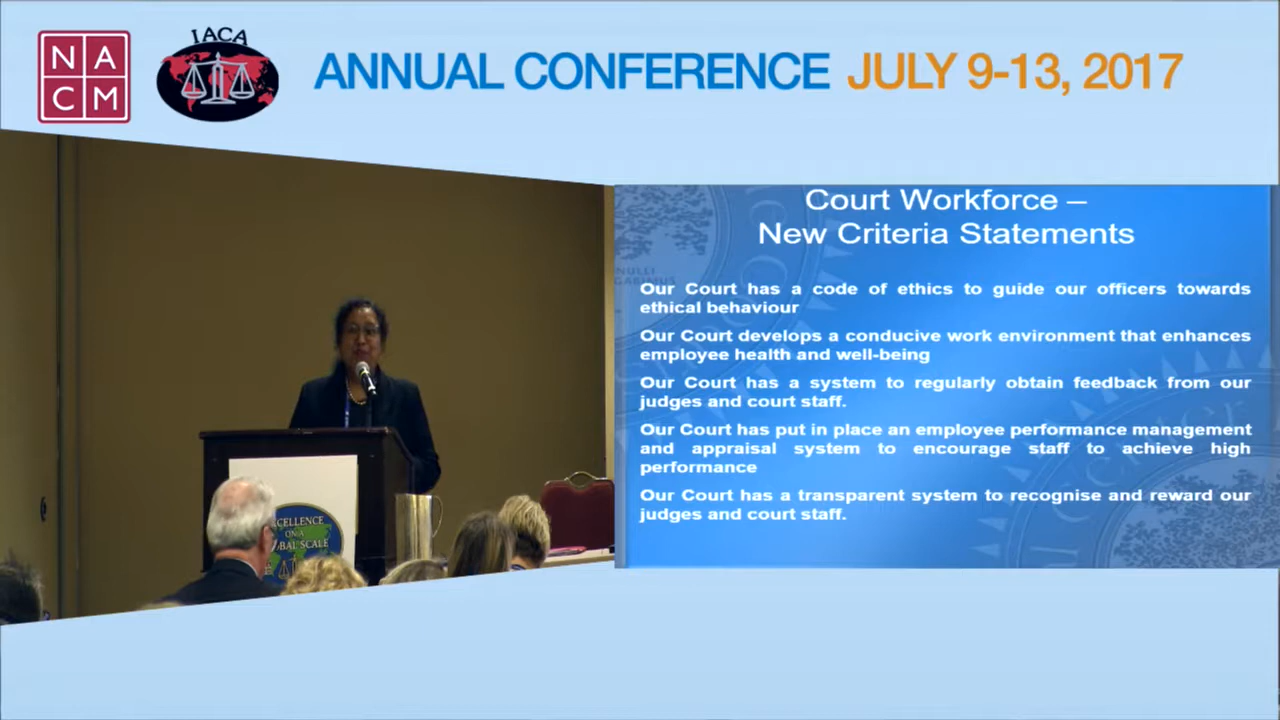 NACM
IACA
ANNUAL CONFERENCE JULY 9-13, 2017
Court Workforce –
New Criteria Statements
NULLI
Our Court has a code of ethics to guide our officers towards
ethical behaviour
Our Court develops a conducive work environment that enhances
employee health and well-being
Our Court has a system to regularly obtain feedback from our
judges and court staff.
Our Court has put in place an employee performance management
and appraisal system to encourage staff to achieve high
performance
Our Court has a transparent system to recognise and reward our
judges and court staff.
ON A
SCALE